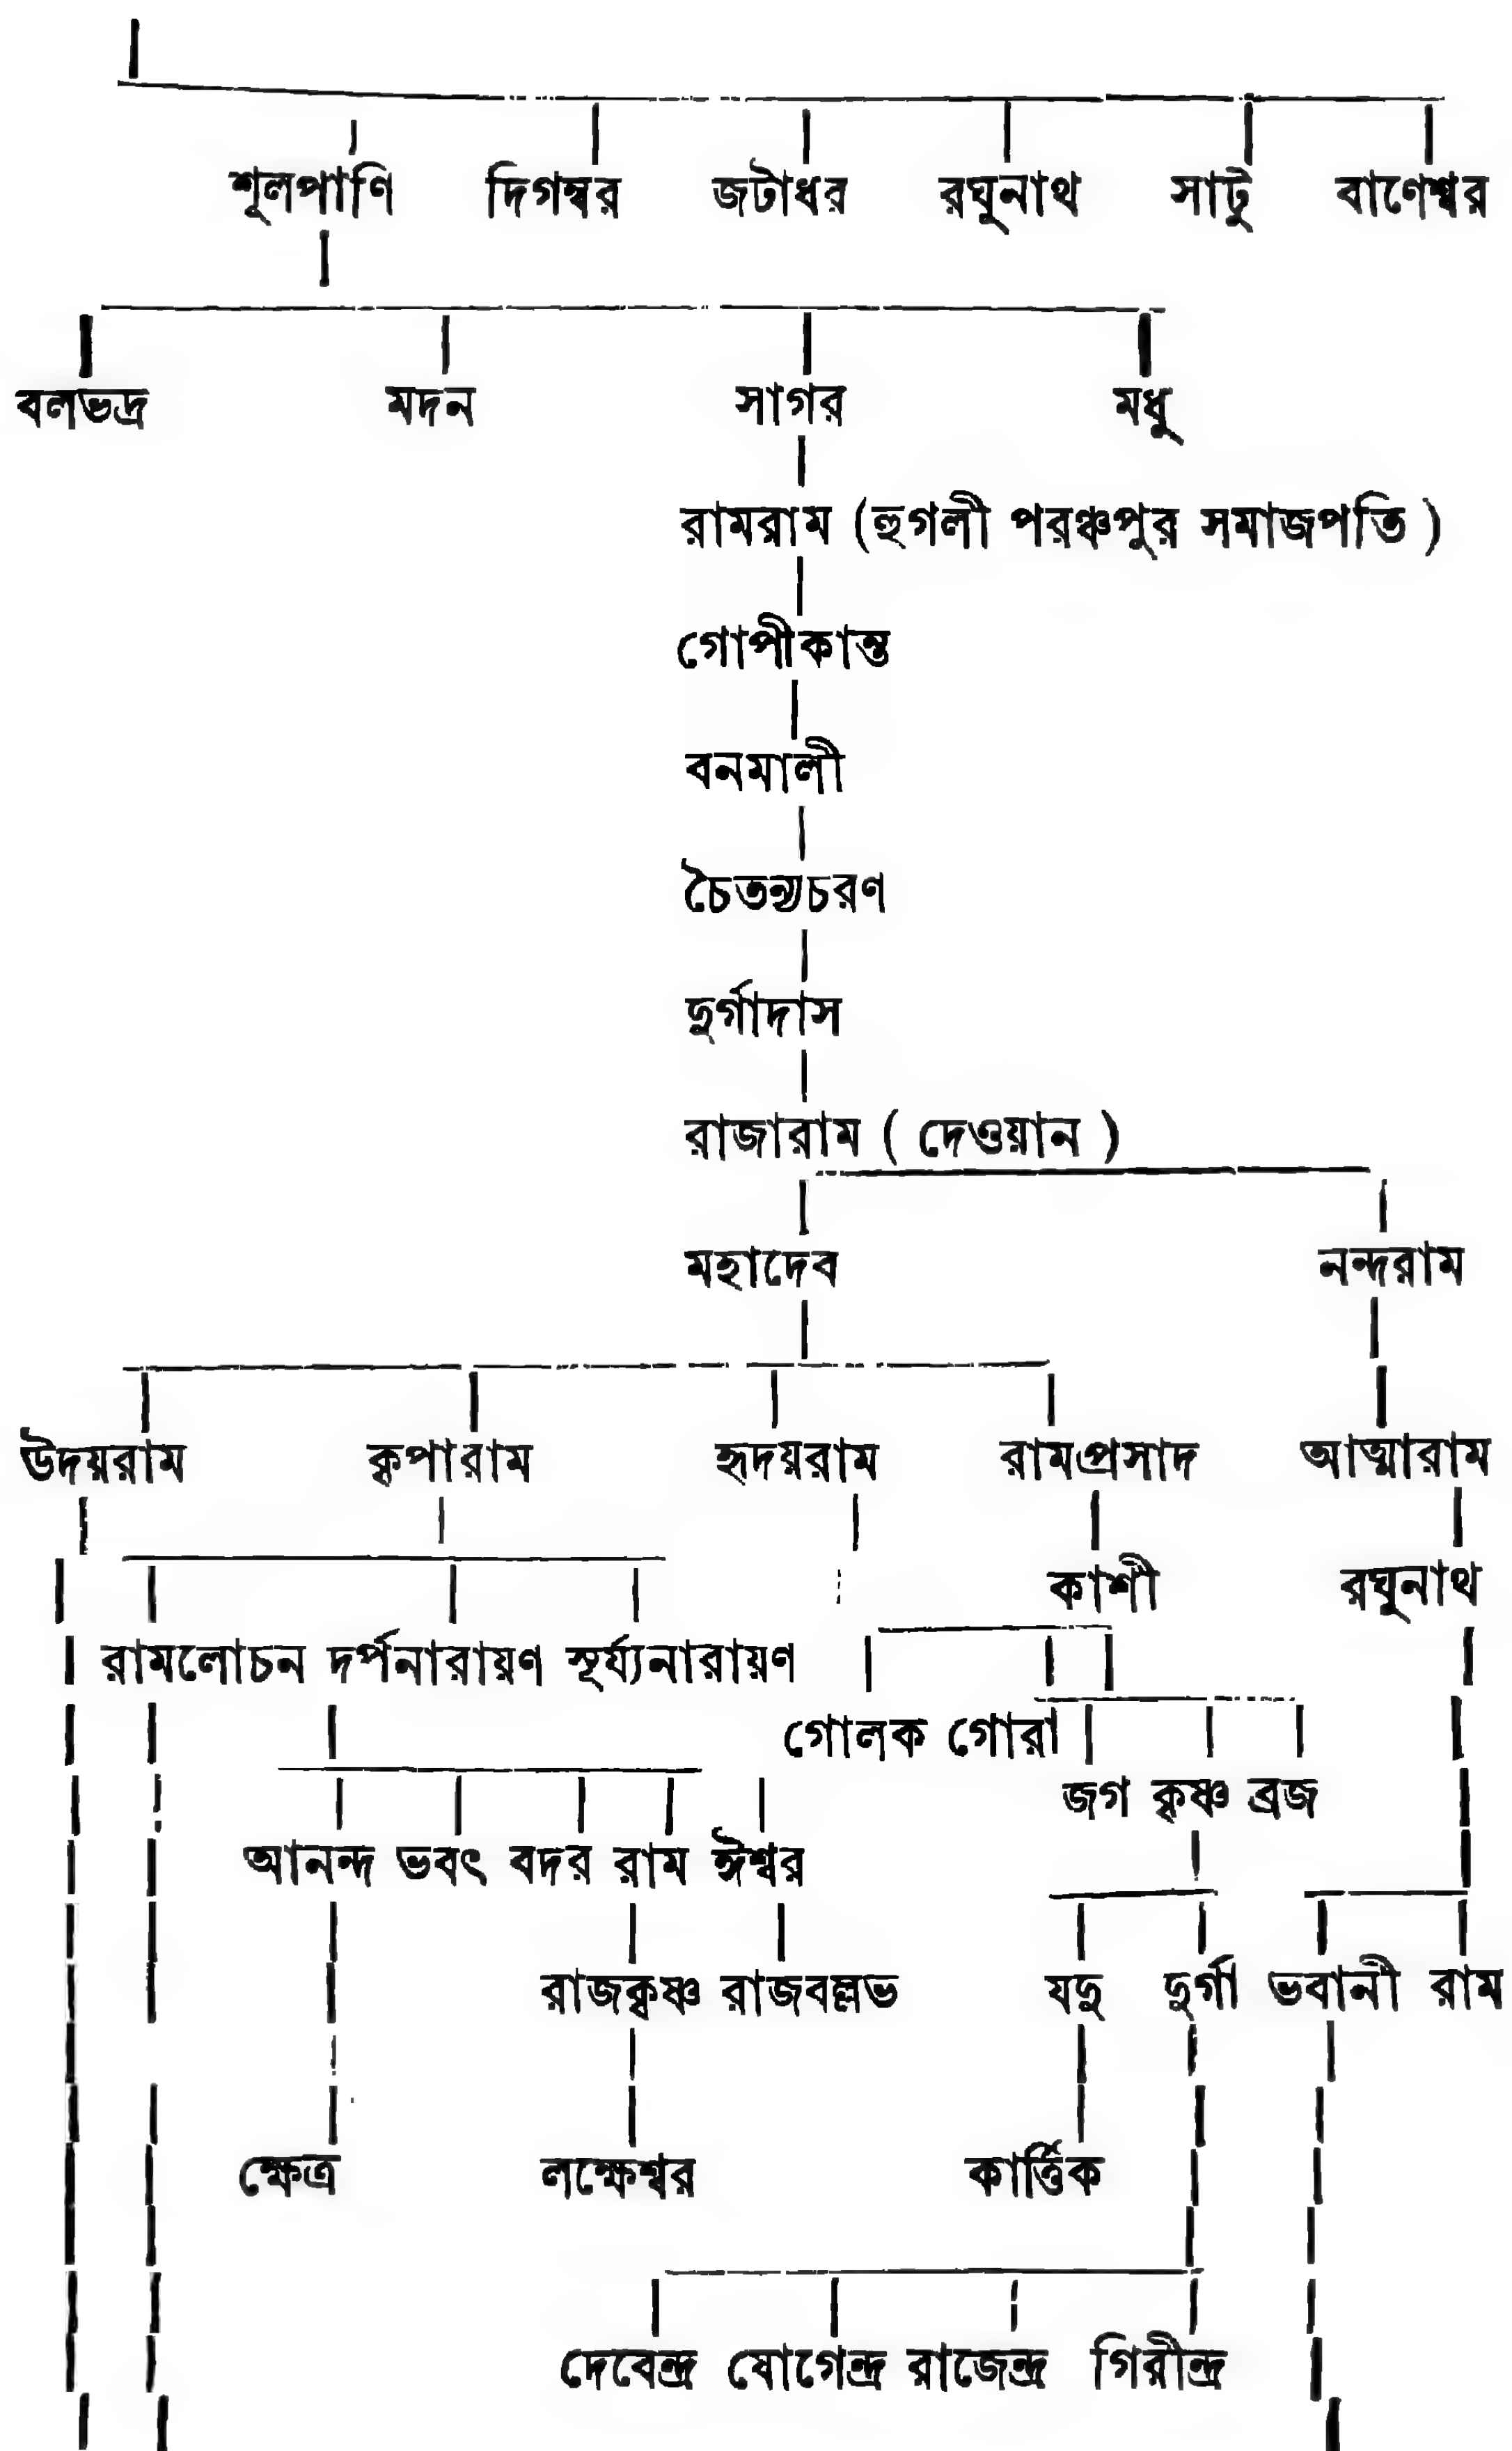 শূলপাণি দিগম্বর জটাধর রঘুনাথ সাটু বাণেশ্বর
বলভদ্র মদন সাগর মধু
রামরাম (হুগলী পরঞ্চপুর সমাজপতি )
গোপীকান্ত
বনমালী
চৈতন্যচরণ
দুর্গাদাস
রাজারাম ( দেওয়ান )
মহাদেব নন্দরাম
উদয়রাম কৃপারাম হৃদয়রাম রামপ্রসাদ আত্মারাম
কাশী রঘুনাথ
রামলোচন দর্পনারায়ণ সূর্য্যনারায়ণ
গোলক গোরা
জগ কৃষ্ণ ব্রজ
আনন্দ ভবৎ বদর রাম ঈশ্বর
রাজকৃষ্ণ রাজবল্লভ যদু দুর্গা ভবানী রাম
ক্ষেত্র লক্ষেশ্বর কার্ত্তিক
দেবেন্দ্র যোগেন্দ্র রাজেন্দ্র গিরীন্দ্র